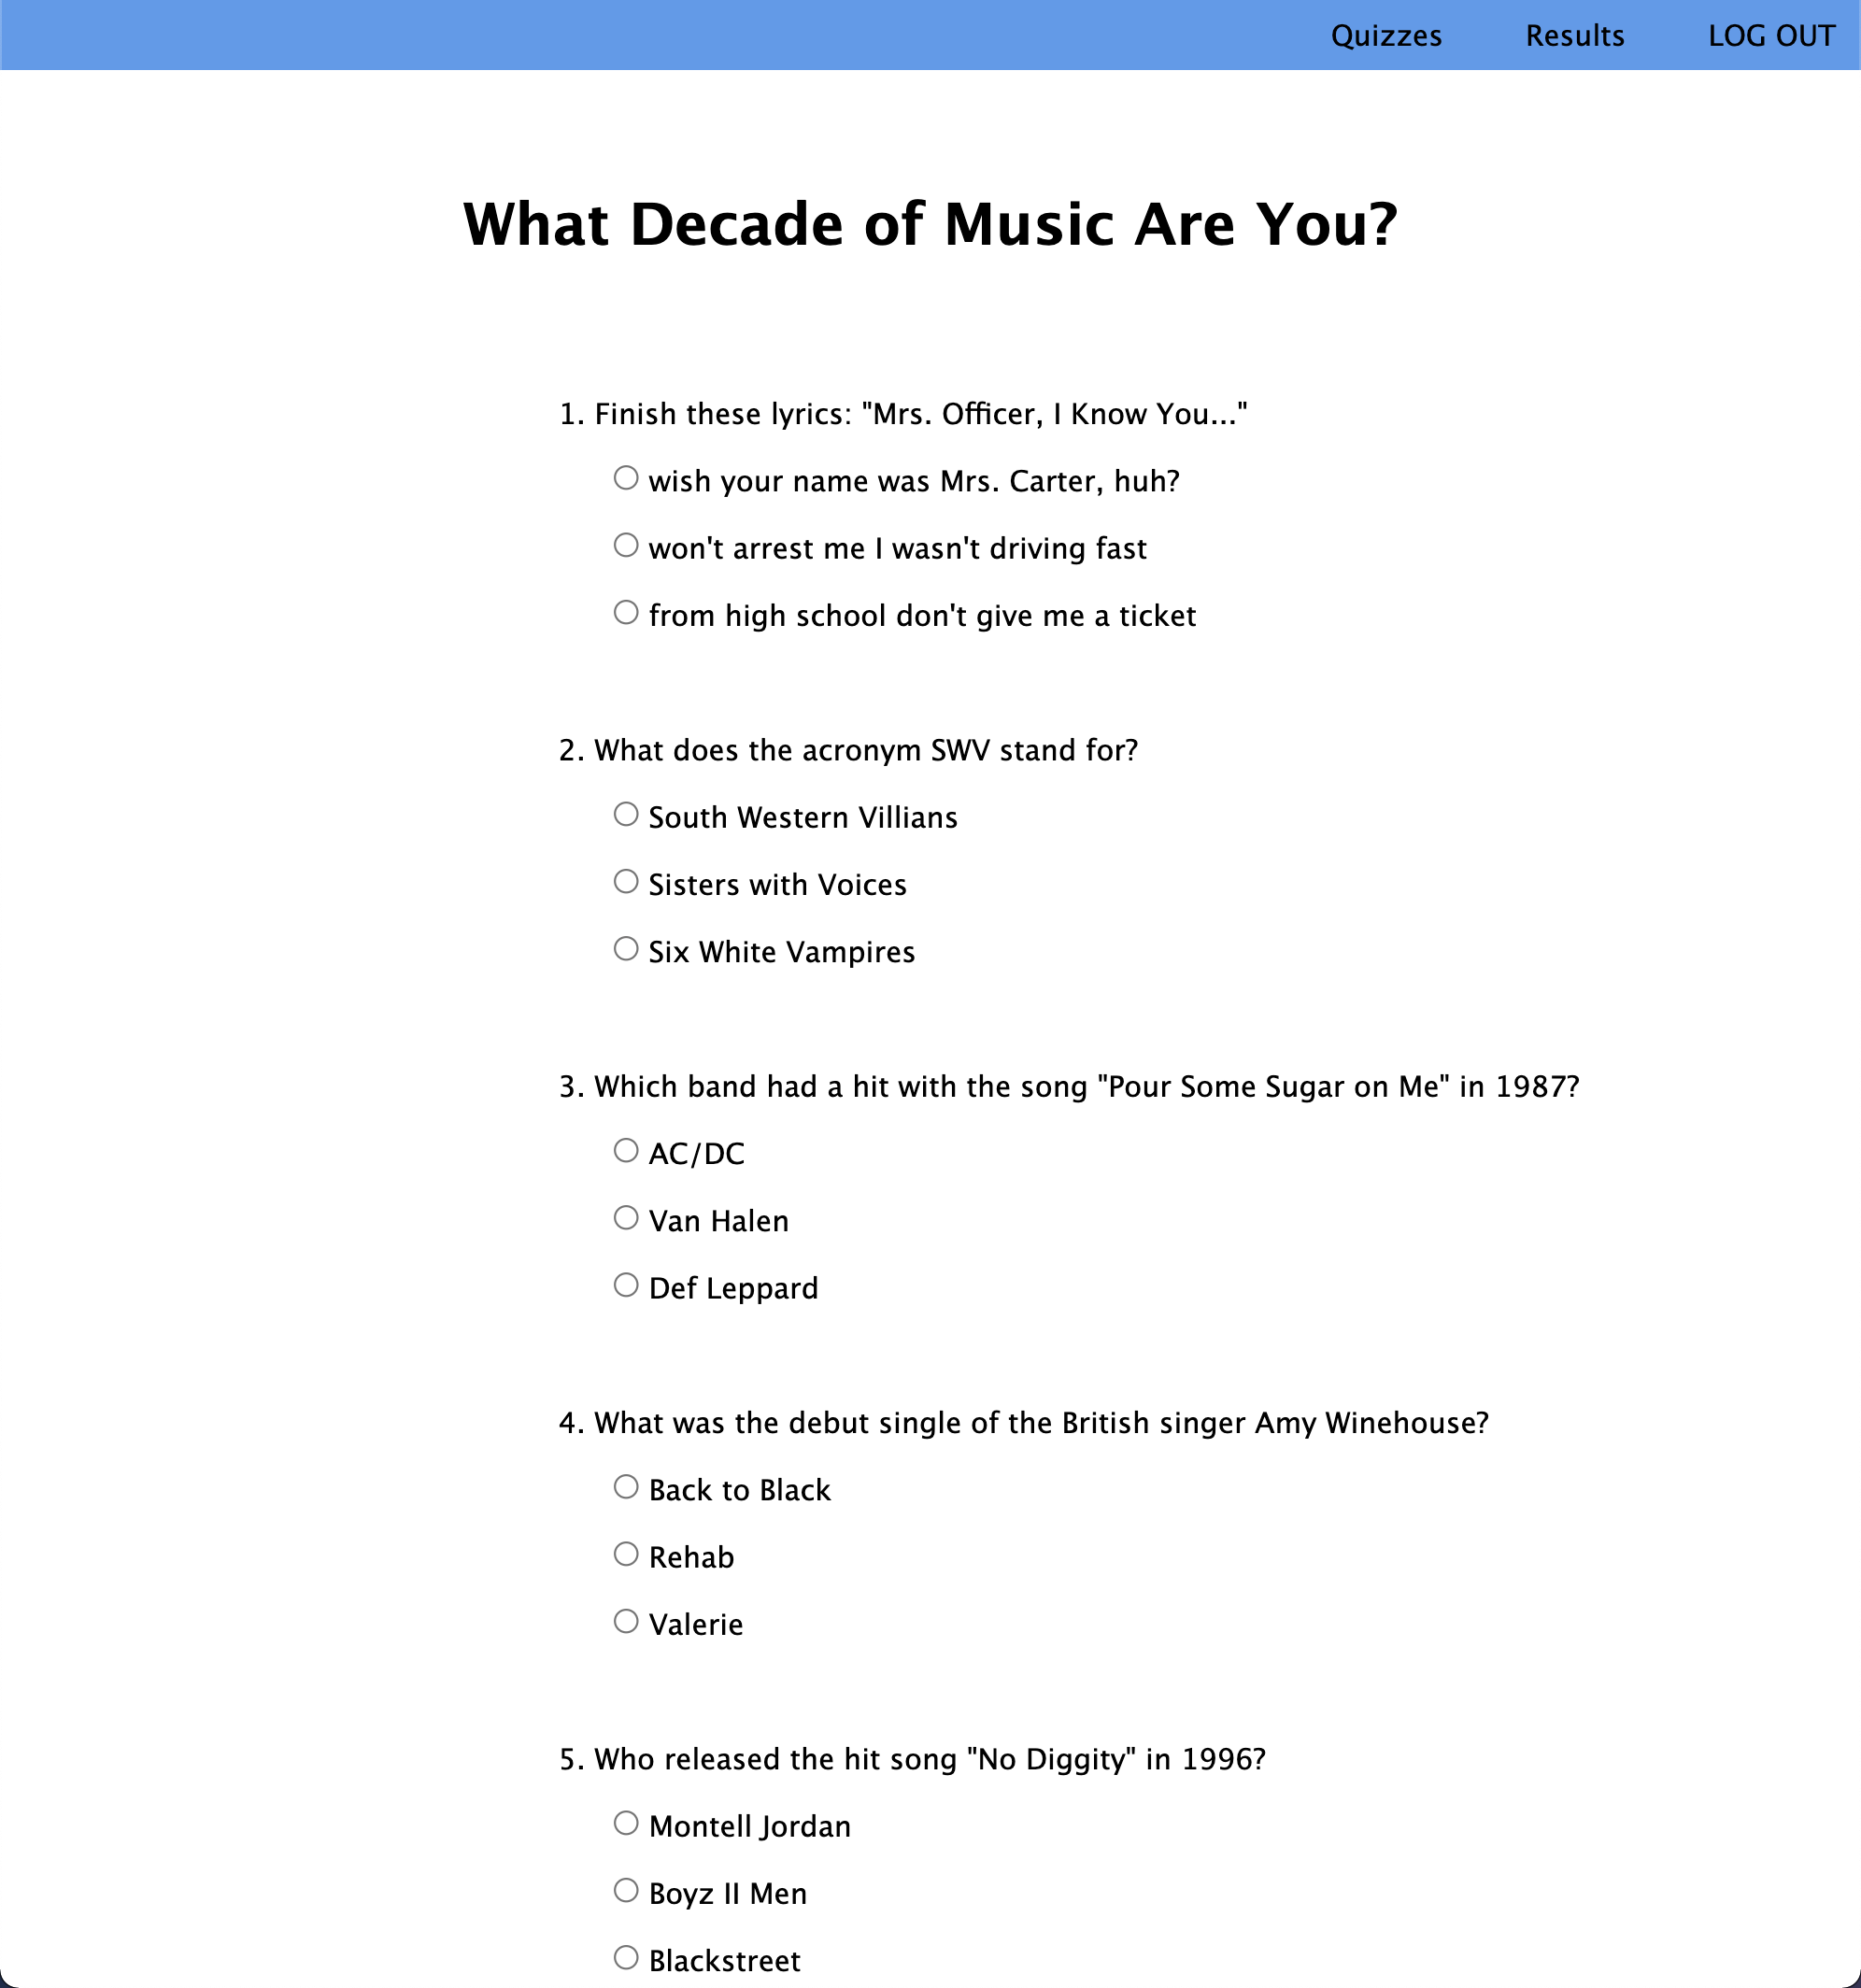 Quizzes Results LOG OUT
What Decade of Music Are You?
1. Finish these lyrics: "Mrs. Officer, I Know You..."
wish your name was Mrs. Carter, huh?
won't arrest me I wasn't driving fast
from high school don't give me a ticket
2. What does the acronym SWV stand for?
South Western Villians
Sisters with Voices
Six White Vampires
3. Which band had a hit with the song "Pour Some Sugar on Me" in 1987?
AC/DC
Van Halen
Def Leppard
4. What was the debut single of the British singer Amy Winehouse?
Back to Black
Rehab
Valerie
5. Who released the hit song "No Diggity" in 1996?
Montell Jordan
Boyz II Men
Blackstreet